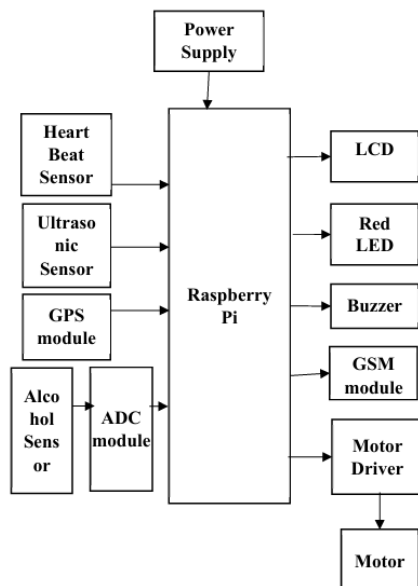 Power
Supply
Heart
Beat
Sensor
Ultraso
nic
Sensor
GPS
module
Alco
hol
Sens
or
ADC
module
Raspberry
Pi
LCD
Red
LED
Buzzer
GSM
module
Motor
Driver
Motor